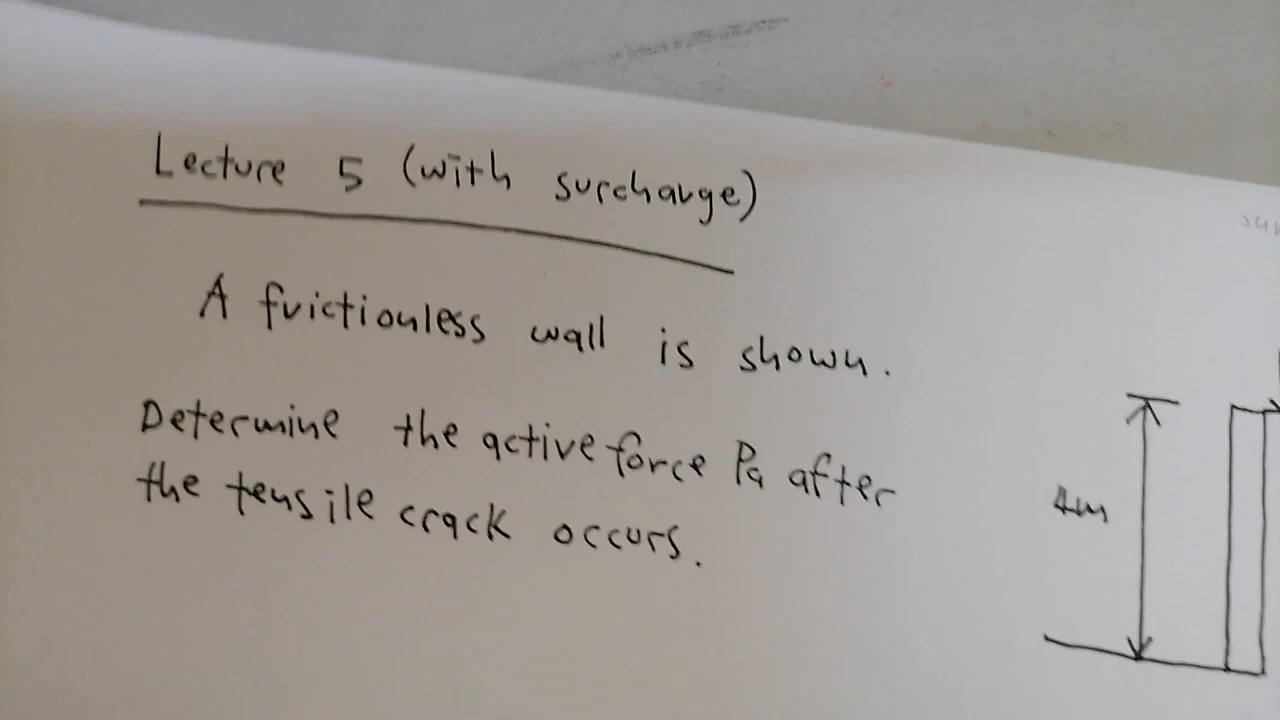 Lecture 5 (with surcharge)
A frictionless wall is shown.
Determine the active force Pa after
the tensile crack occurs.
4m